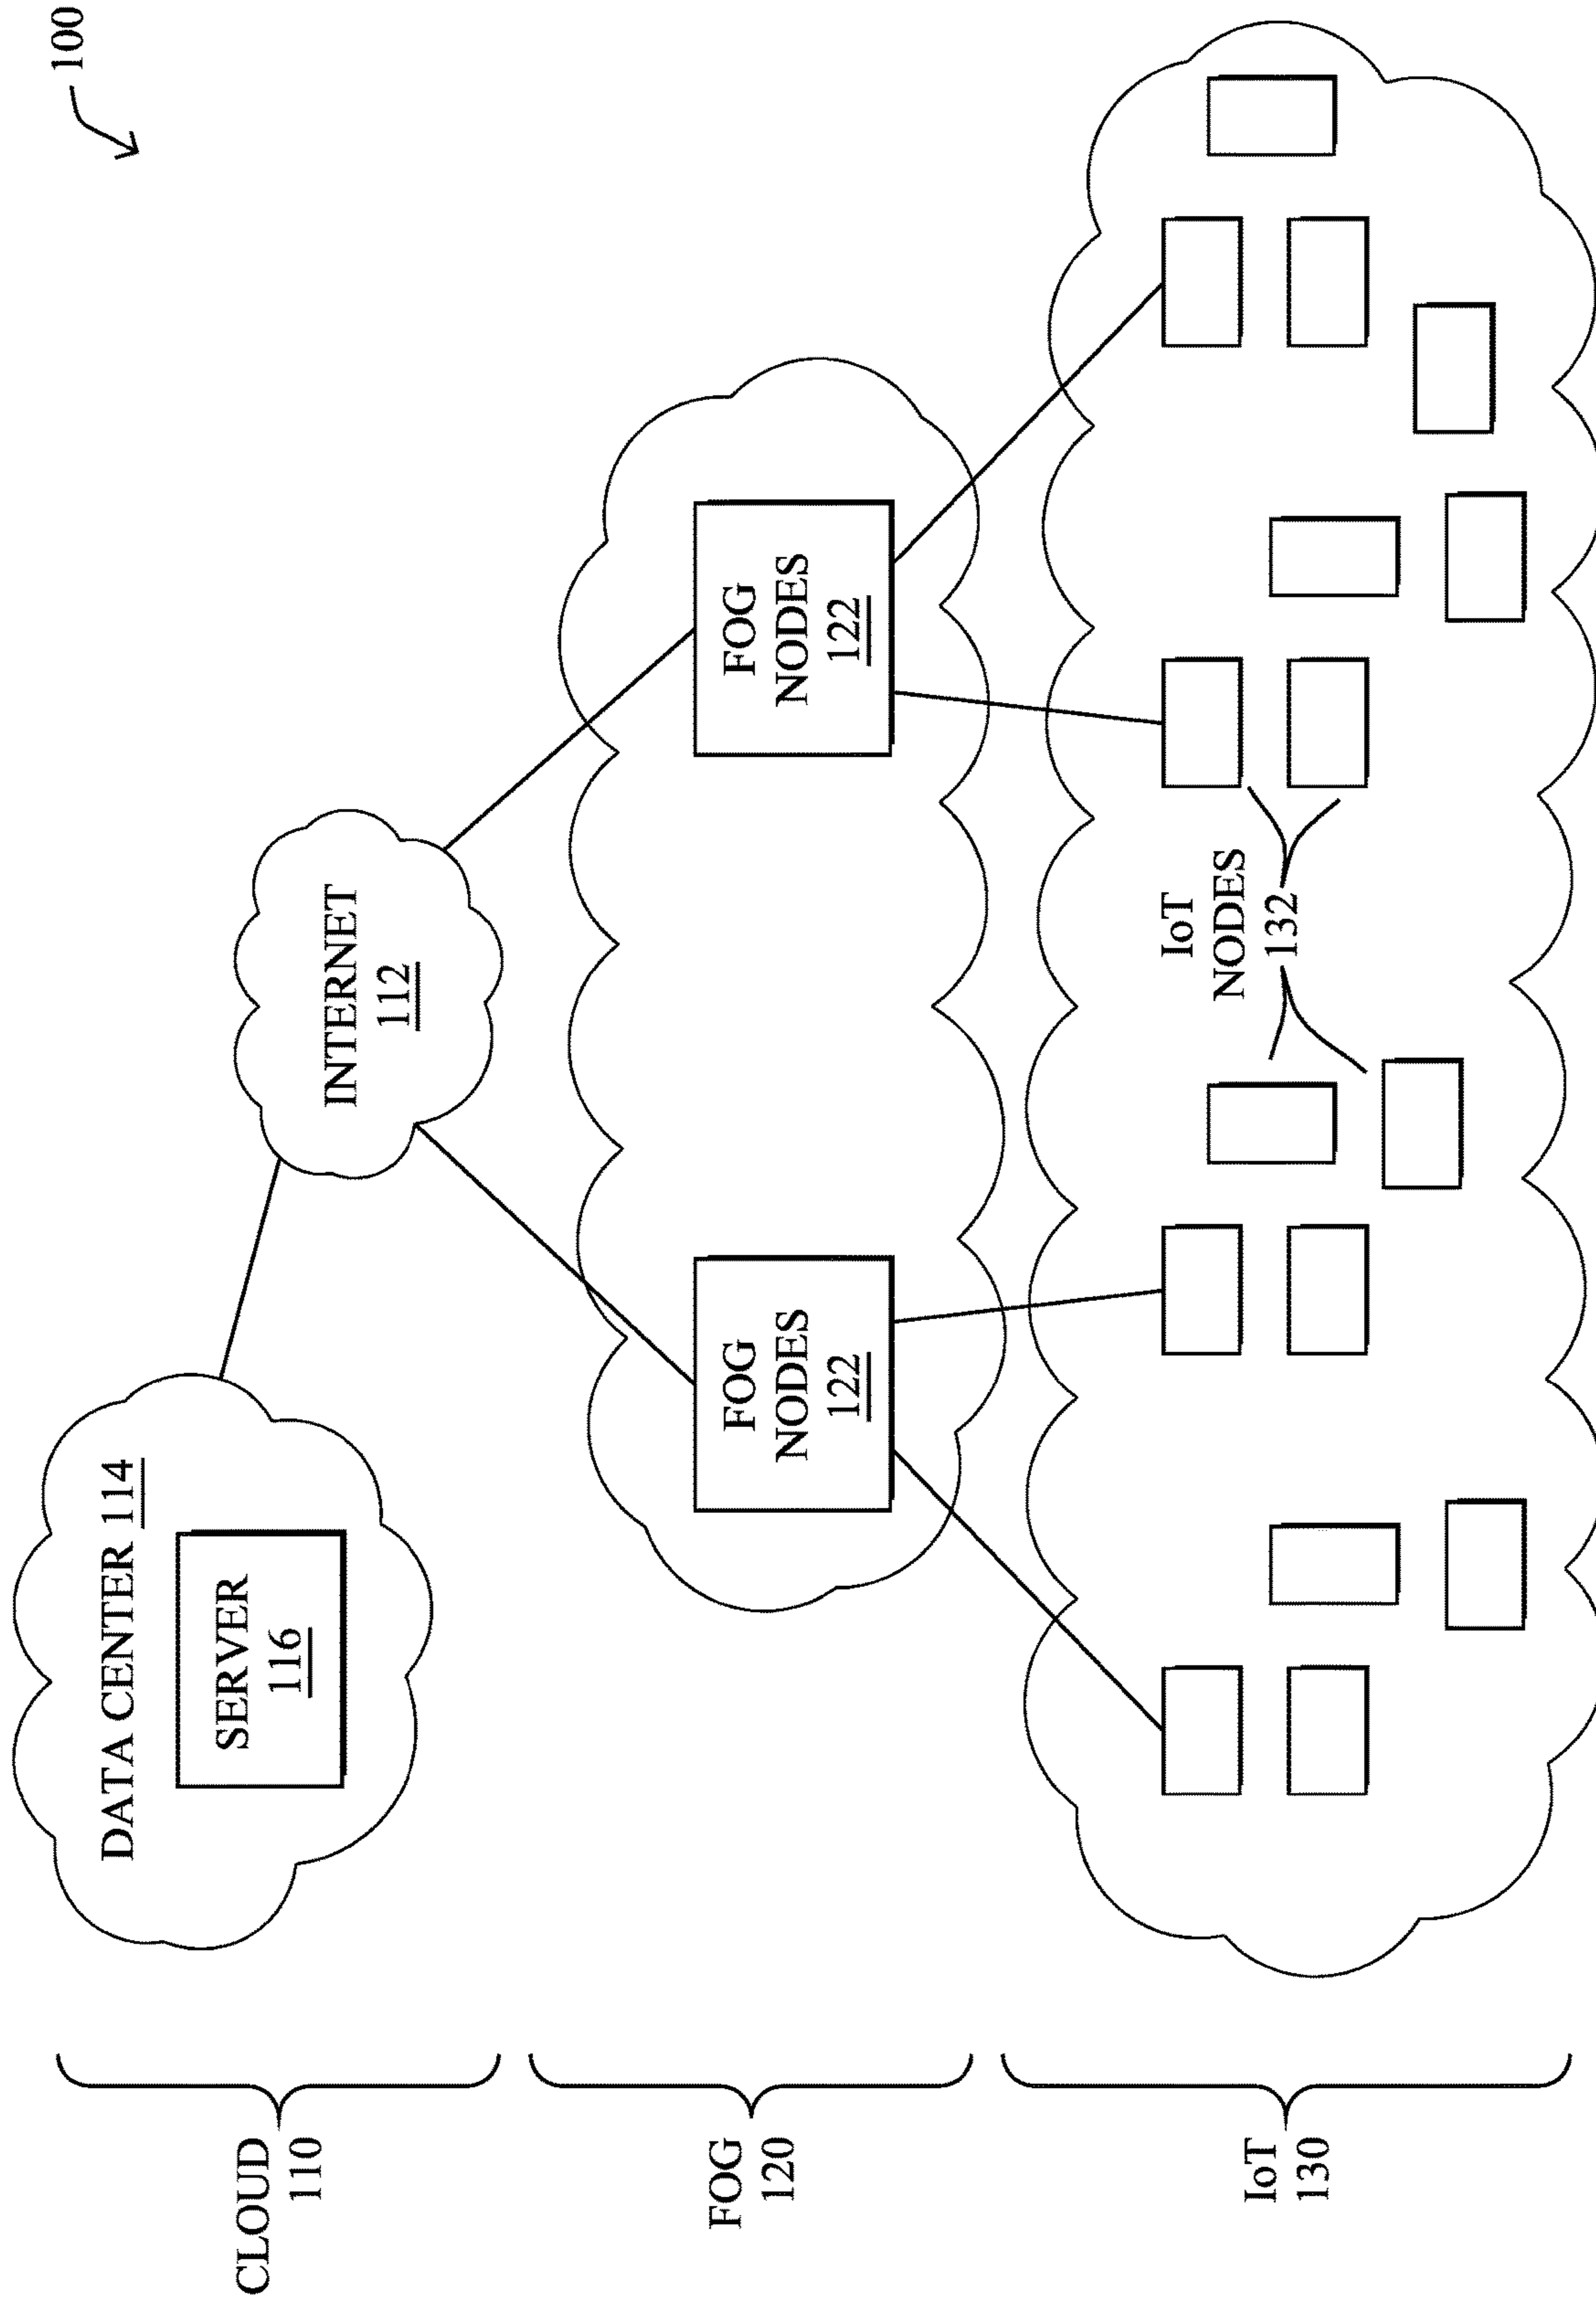 100
CLOUD
110
DATA CENTER 114
SERVER
116
INTERNET
112
FOG
120
FOG
NODES
122
FOG
NODES
122
IoT
130
IoT
NODES
132